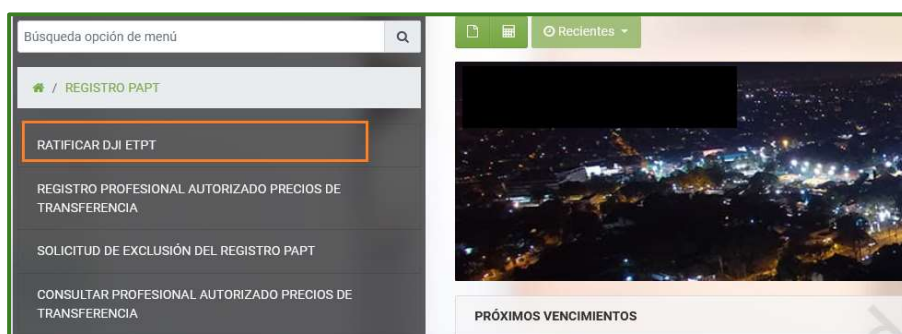 Búsqueda opción de menú
Recientes
/ REGISTRO PAPT
RATIFICAR DJI ETPT
REGISTRO PROFESIONAL AUTORIZADO PRECIOS DE
TRANSFERENCIA
SOLICITUD DE EXCLUSIÓN DEL REGISTRO PAPT
CONSULTAR PROFESIONAL AUTORIZADO PRECIOS DE
TRANSFERENCIA
PRÓXIMOS VENCIMIENTOS